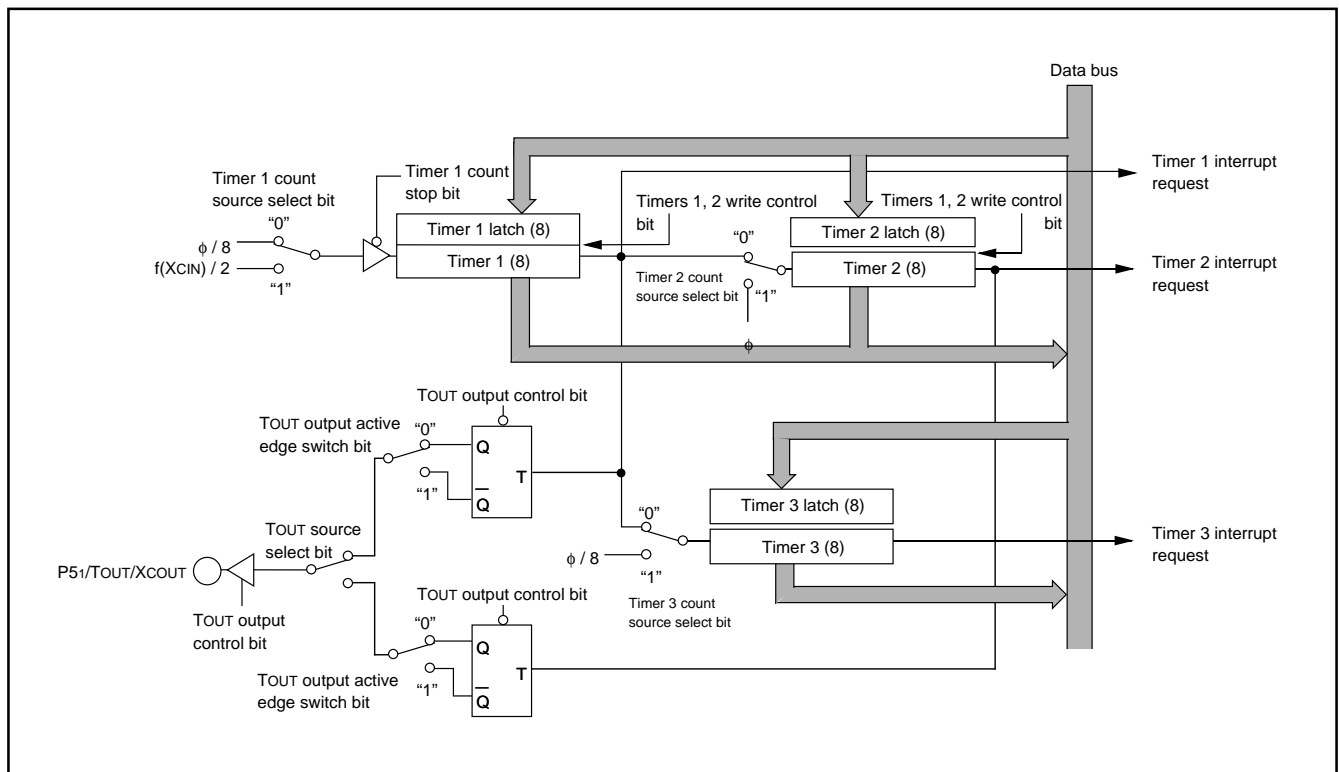 Data bus
Timer 1 count
source select bit
“0”
φ / 8
f(XCIN) / 2
“1”
Timer 1 count
stop bit
Timer 1 latch (8)
Timer 1 (8)
Timers 1, 2 write control
bit
“0”
Timer 2 count
source select bit
“1”
φ
Timers 1, 2 write control
bit
Timer 2 latch (8)
Timer 2 (8)
Timer 1 interrupt
request
Timer 2 interrupt
request
TOUT output active
edge switch bit
“0”
“1”
TOUT output control bit
Q
T
Q̅
TOUT source
select bit
P51/TOUT/XCOUT
TOUT output
control bit
“0”
φ / 8
“1”
Timer 3 count
source select bit
Timer 3 latch (8)
Timer 3 (8)
Timer 3 interrupt
request
TOUT output control bit
“0”
“1”
Q
T
Q̅
TOUT output active
edge switch bit